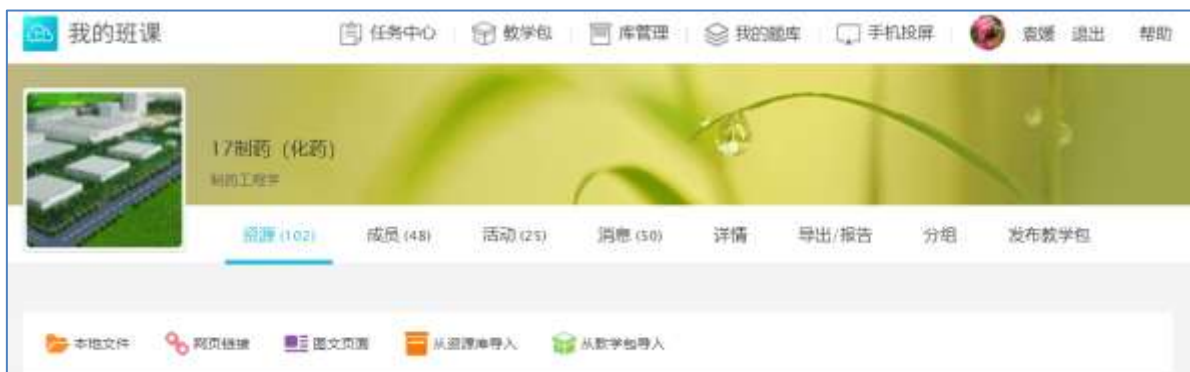 我的班课 任务中心 教学包 库管理 我的题库 手机投屏 袁媛 退出 帮助
17制药 (化药)
制药工程学
资源 (102) 成员 (48) 活动 (25) 消息 (50) 详情 导出/报告 分组 发布教学包
本地文件 网页链接 图文页面 从资源库导入 从教学包导入